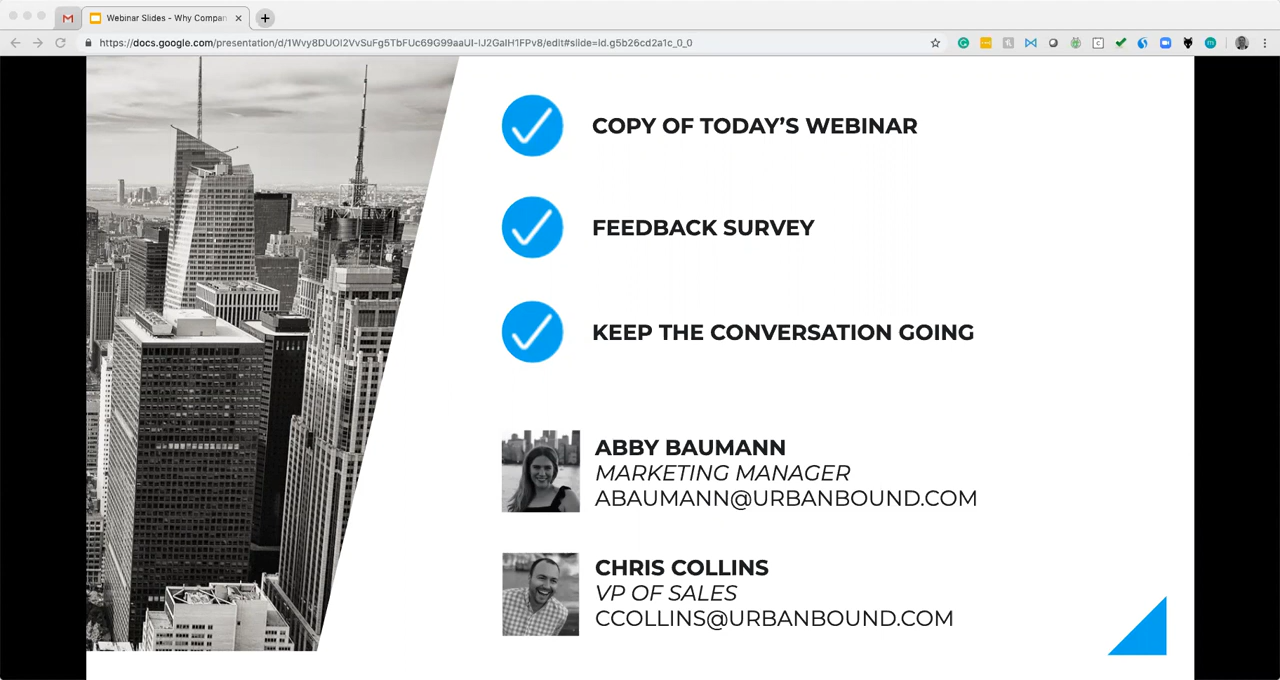 Webinar Slides - Why Compan
https://docs.google.com/presentation/d/1Wvy8DUOI2VvSuFg5TbFUc69G99aaUI-IJ2GaIH1FPv8/edit#slide=id.g5b26cd2a1c_0_0
COPY OF TODAY'S WEBINAR
FEEDBACK SURVEY
KEEP THE CONVERSATION GOING
ABBY BAUMANN
MARKETING MANAGER
ABAUMANN@URBANBOUND.COM
CHRIS COLLINS
VP OF SALES
CCOLLINS@URBANBOUND.COM